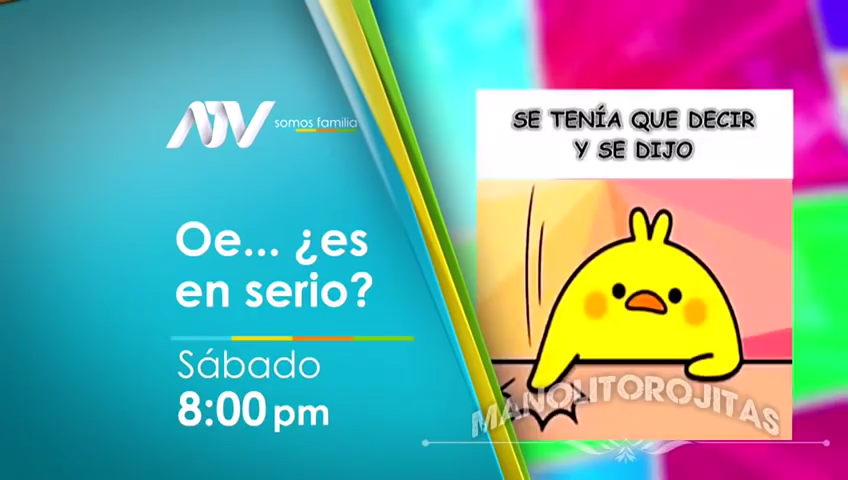 ATV
somos familia
Oe... ¿es
en serio?
Sábado
8:00 pm
SE TENÍA QUE DECIR
Y SE DIJO
MANOLITOROJITAS